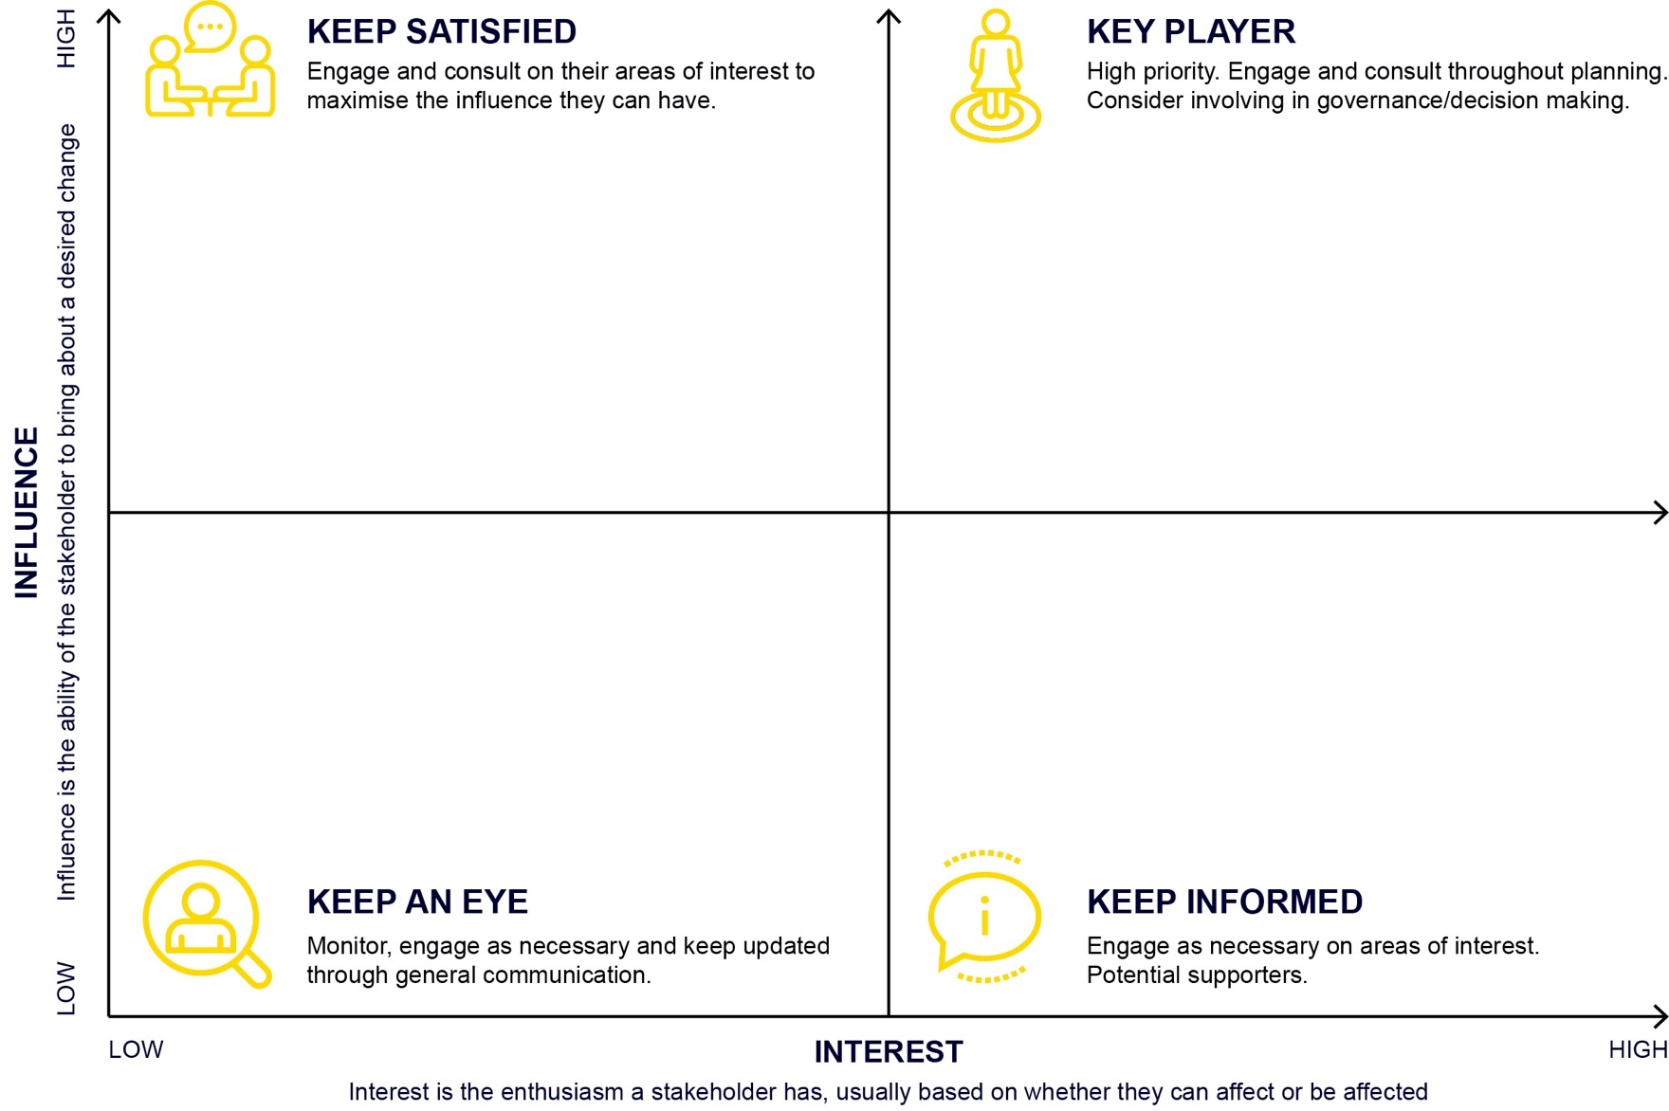 HIGH
KEEP SATISFIED
Engage and consult on their areas of interest to
maximise the influence they can have.
KEY PLAYER
High priority. Engage and consult throughout planning.
Consider involving in governance/decision making.
INFLUENCE
Influence is the ability of the stakeholder to bring about a desired change
KEEP AN EYE
Monitor, engage as necessary and keep updated
through general communication.
i
KEEP INFORMED
Engage as necessary on areas of interest.
Potential supporters.
LOW
LOW
INTEREST
HIGH
Interest is the enthusiasm a stakeholder has, usually based on whether they can affect or be affected